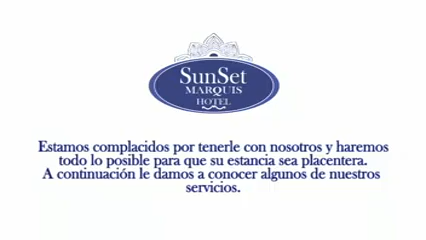 SunSet
MARQUIS
HOTEL
Estamos complacidos por tenerle con nosotros y haremos
todo lo posible para que su estancia sea placentera.
A continuación le damos a conocer algunos de nuestros
servicios.